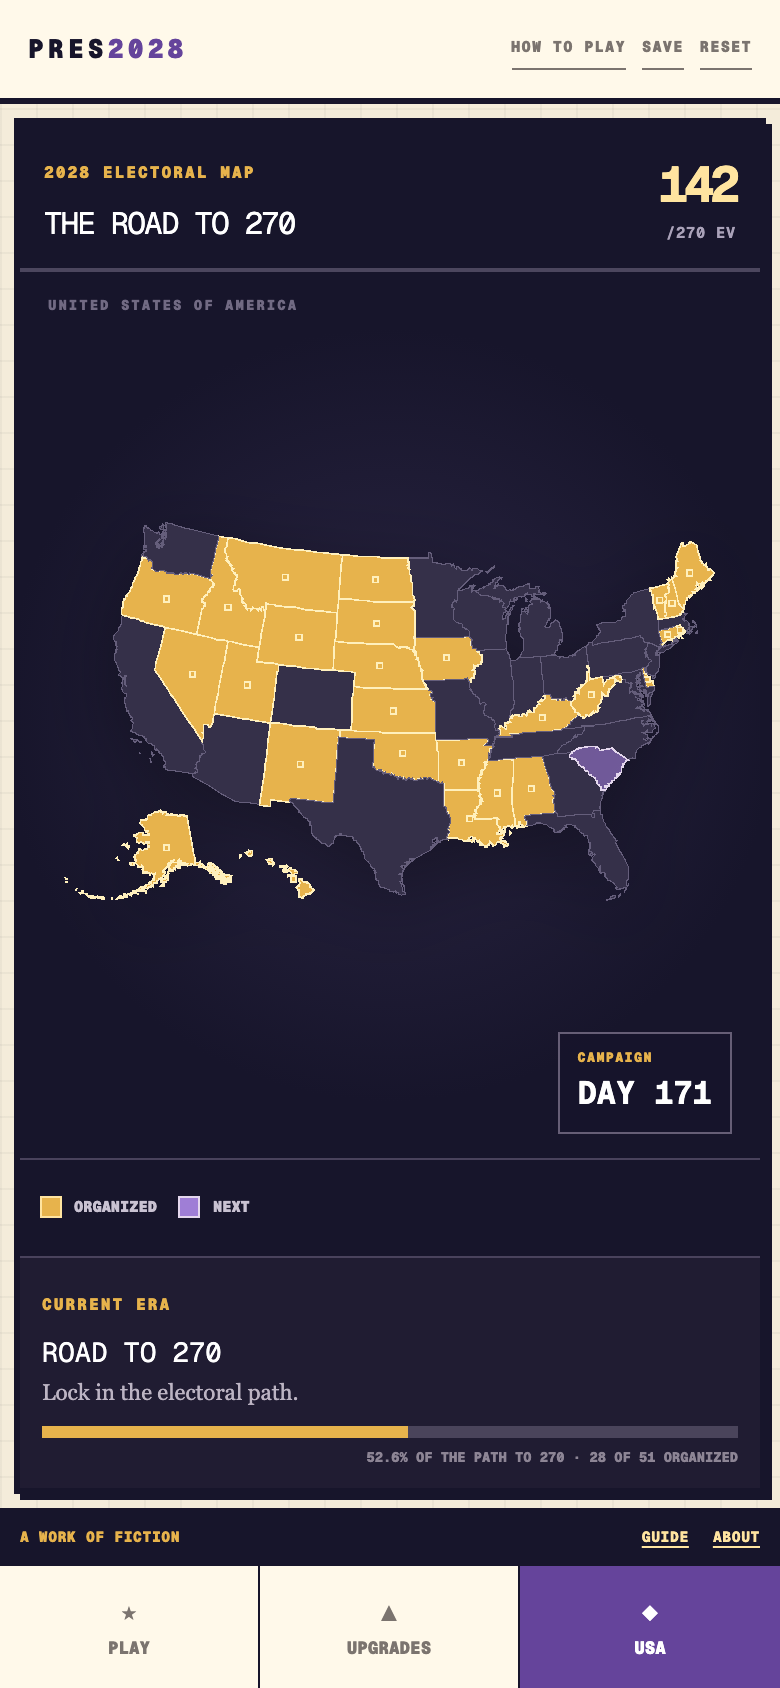 PRES2028
HOW TO PLAY SAVE RESET
2028 ELECTORAL MAP
THE ROAD TO 270
142
/270 EV
UNITED STATES OF AMERICA
CAMPAIGN
DAY 171
ORGANIZED NEXT
CURRENT ERA
ROAD TO 270
Lock in the electoral path.
52.6% OF THE PATH TO 270 · 28 OF 51 ORGANIZED
A WORK OF FICTION
GUIDE ABOUT
PLAY UPGRADES USA